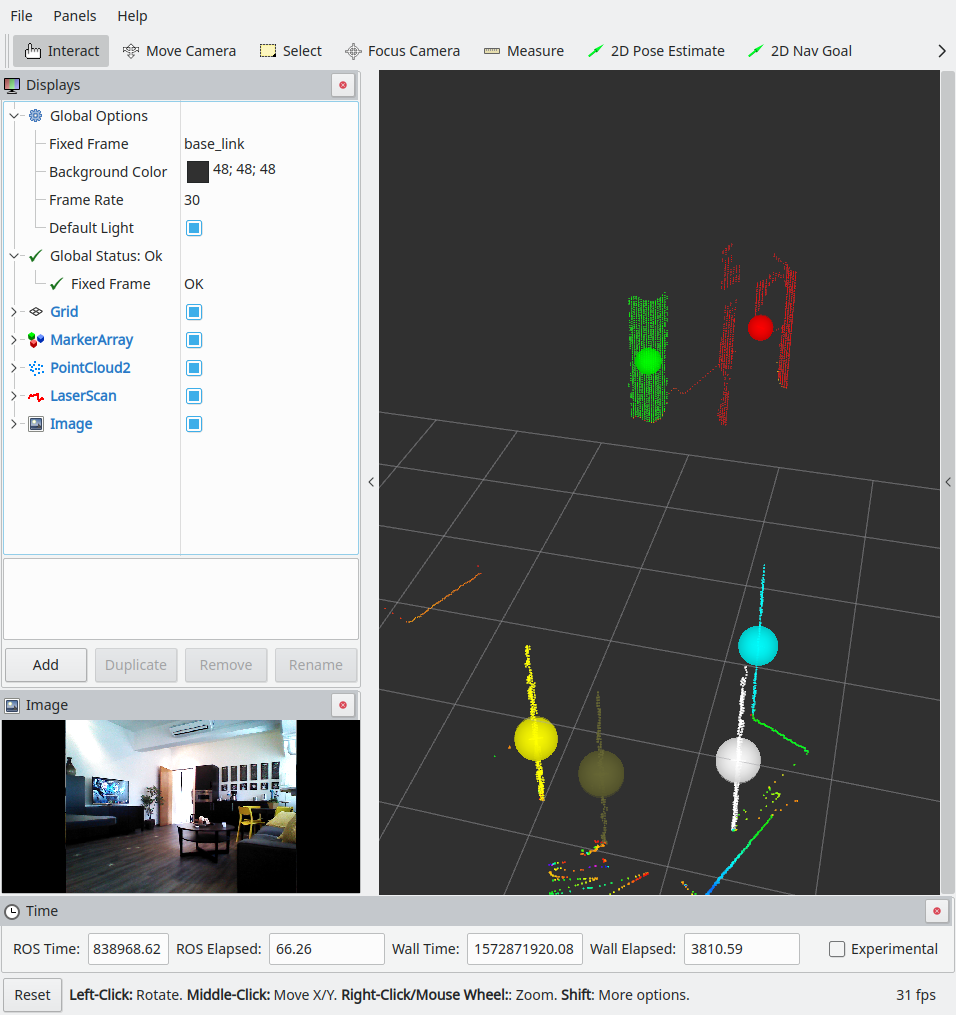 File Panels Help
Interact Move Camera Select Focus Camera Measure 2D Pose Estimate 2D Nav Goal
Displays
Global Options
Fixed Frame base_link
Background Color 48; 48; 48
Frame Rate 30
Default Light
Global Status: Ok
Fixed Frame OK
Grid
MarkerArray
PointCloud2
LaserScan
Image
Add Duplicate Remove Rename
Image
Time
ROS Time: 838968.62 ROS Elapsed: 66.26 Wall Time: 1572871920.08 Wall Elapsed: 3810.59 Experimental
Reset Left-Click: Rotate. Middle-Click: Move X/Y. Right-Click/Mouse Wheel:: Zoom. Shift: More options. 31 fps